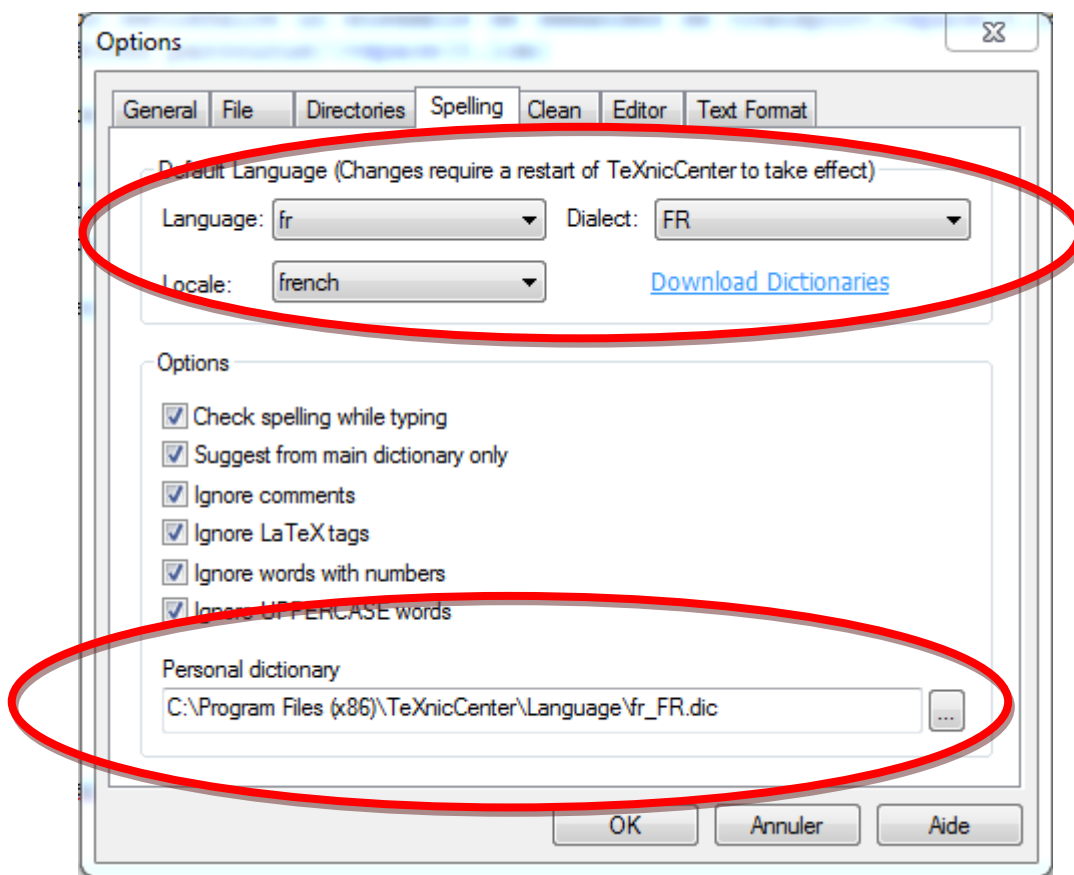 Options
General File Directories Spelling Clean Editor Text Format
Default Language (Changes require a restart of TeXnicCenter to take effect)
Language: fr Dialect: FR
Locale: french Download Dictionaries
Options
Check spelling while typing
Suggest from main dictionary only
Ignore comments
Ignore LaTeX tags
Ignore words with numbers
Ignore UPPERCASE words
Personal dictionary
C:\Program Files (x86)\TeXnicCenter\Language\fr_FR.dic ...
OK Annuler Aide